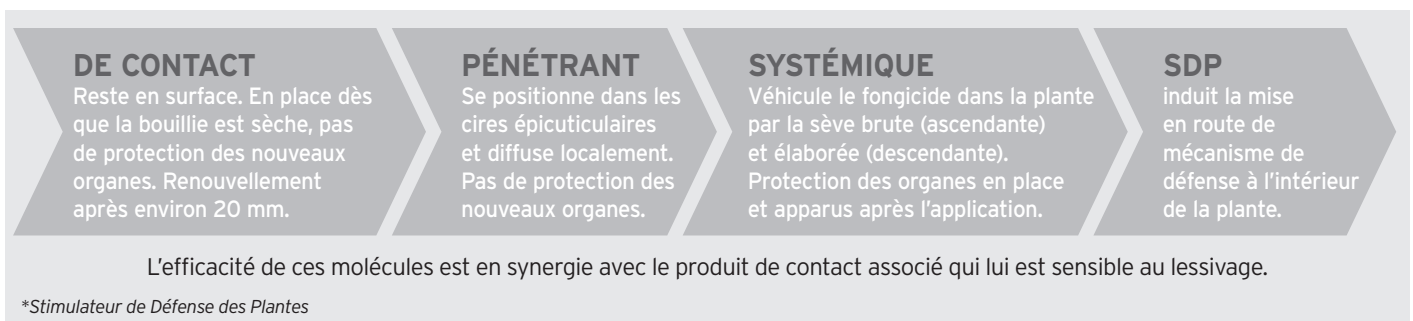 DE CONTACT
Reste en surface. En place dès
que la bouillie est sèche, pas
de protection des nouveaux
organes. Renouvellement
après environ 20 mm.
PÉNÉTRANT
Se positionne dans les
cires épicuticulaires
et diffuse localement.
Pas de protection des
nouveaux organes.
SYSTÉMIQUE
Véhicule le fongicide dans la plante
par la sève brute (ascendante)
et élaborée (descendante).
Protection des organes en place
et apparus après l'application.
SDP
induit la mise
en route de
mécanisme de
défense à l'intérieur
de la plante.
L'efficacité de ces molécules est en synergie avec le produit de contact associé qui lui est sensible au lessivage.
*Stimulateur de Défense des Plantes